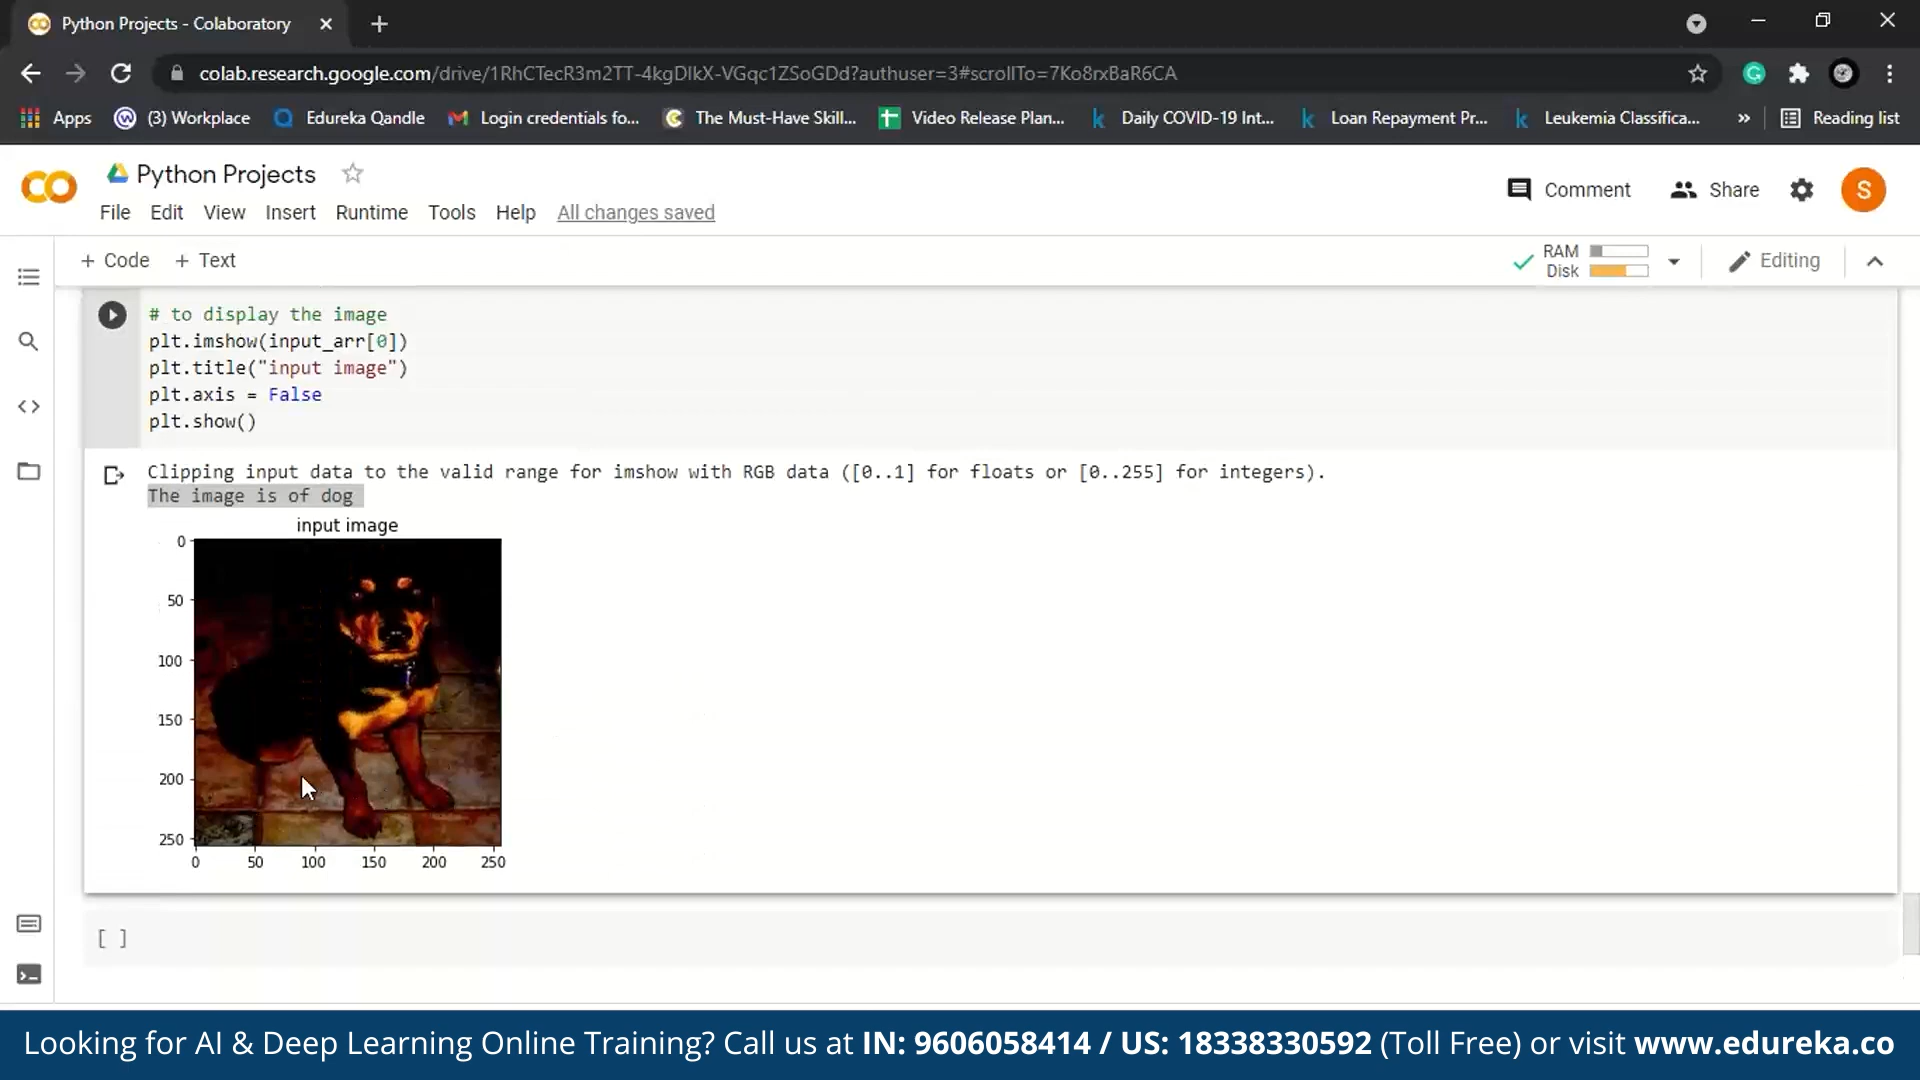 Python Projects - Colaboratory
colab.research.google.com/drive/1RhCTecR3m2TT-4kgDlkX-VGqc1ZSoGDd?authuser=3#scrollTo=7Ko8rxBaR6CA
Apps (3) Workplace Edureka Qandle Login credentials fo... The Must-Have Skill... Video Release Plan... Daily COVID-19 Int... Loan Repayment Pr... Leukemia Classifica... » Reading list
Python Projects
Comment Share S
File Edit View Insert Runtime Tools Help All changes saved
+ Code + Text
RAM
Disk
Editing
# to display the image
plt.imshow(input_arr[0])
plt.title("input image")
plt.axis = False
plt.show()
Clipping input data to the valid range for imshow with RGB data ([0..1] for floats or [0..255] for integers).
The image is of dog
input image
0
50
100
150
200
250
0 50 100 150 200 250
[ ]
Looking for AI & Deep Learning Online Training? Call us at IN: 9606058414 / US: 18338330592 (Toll Free) or visit www.edureka.co